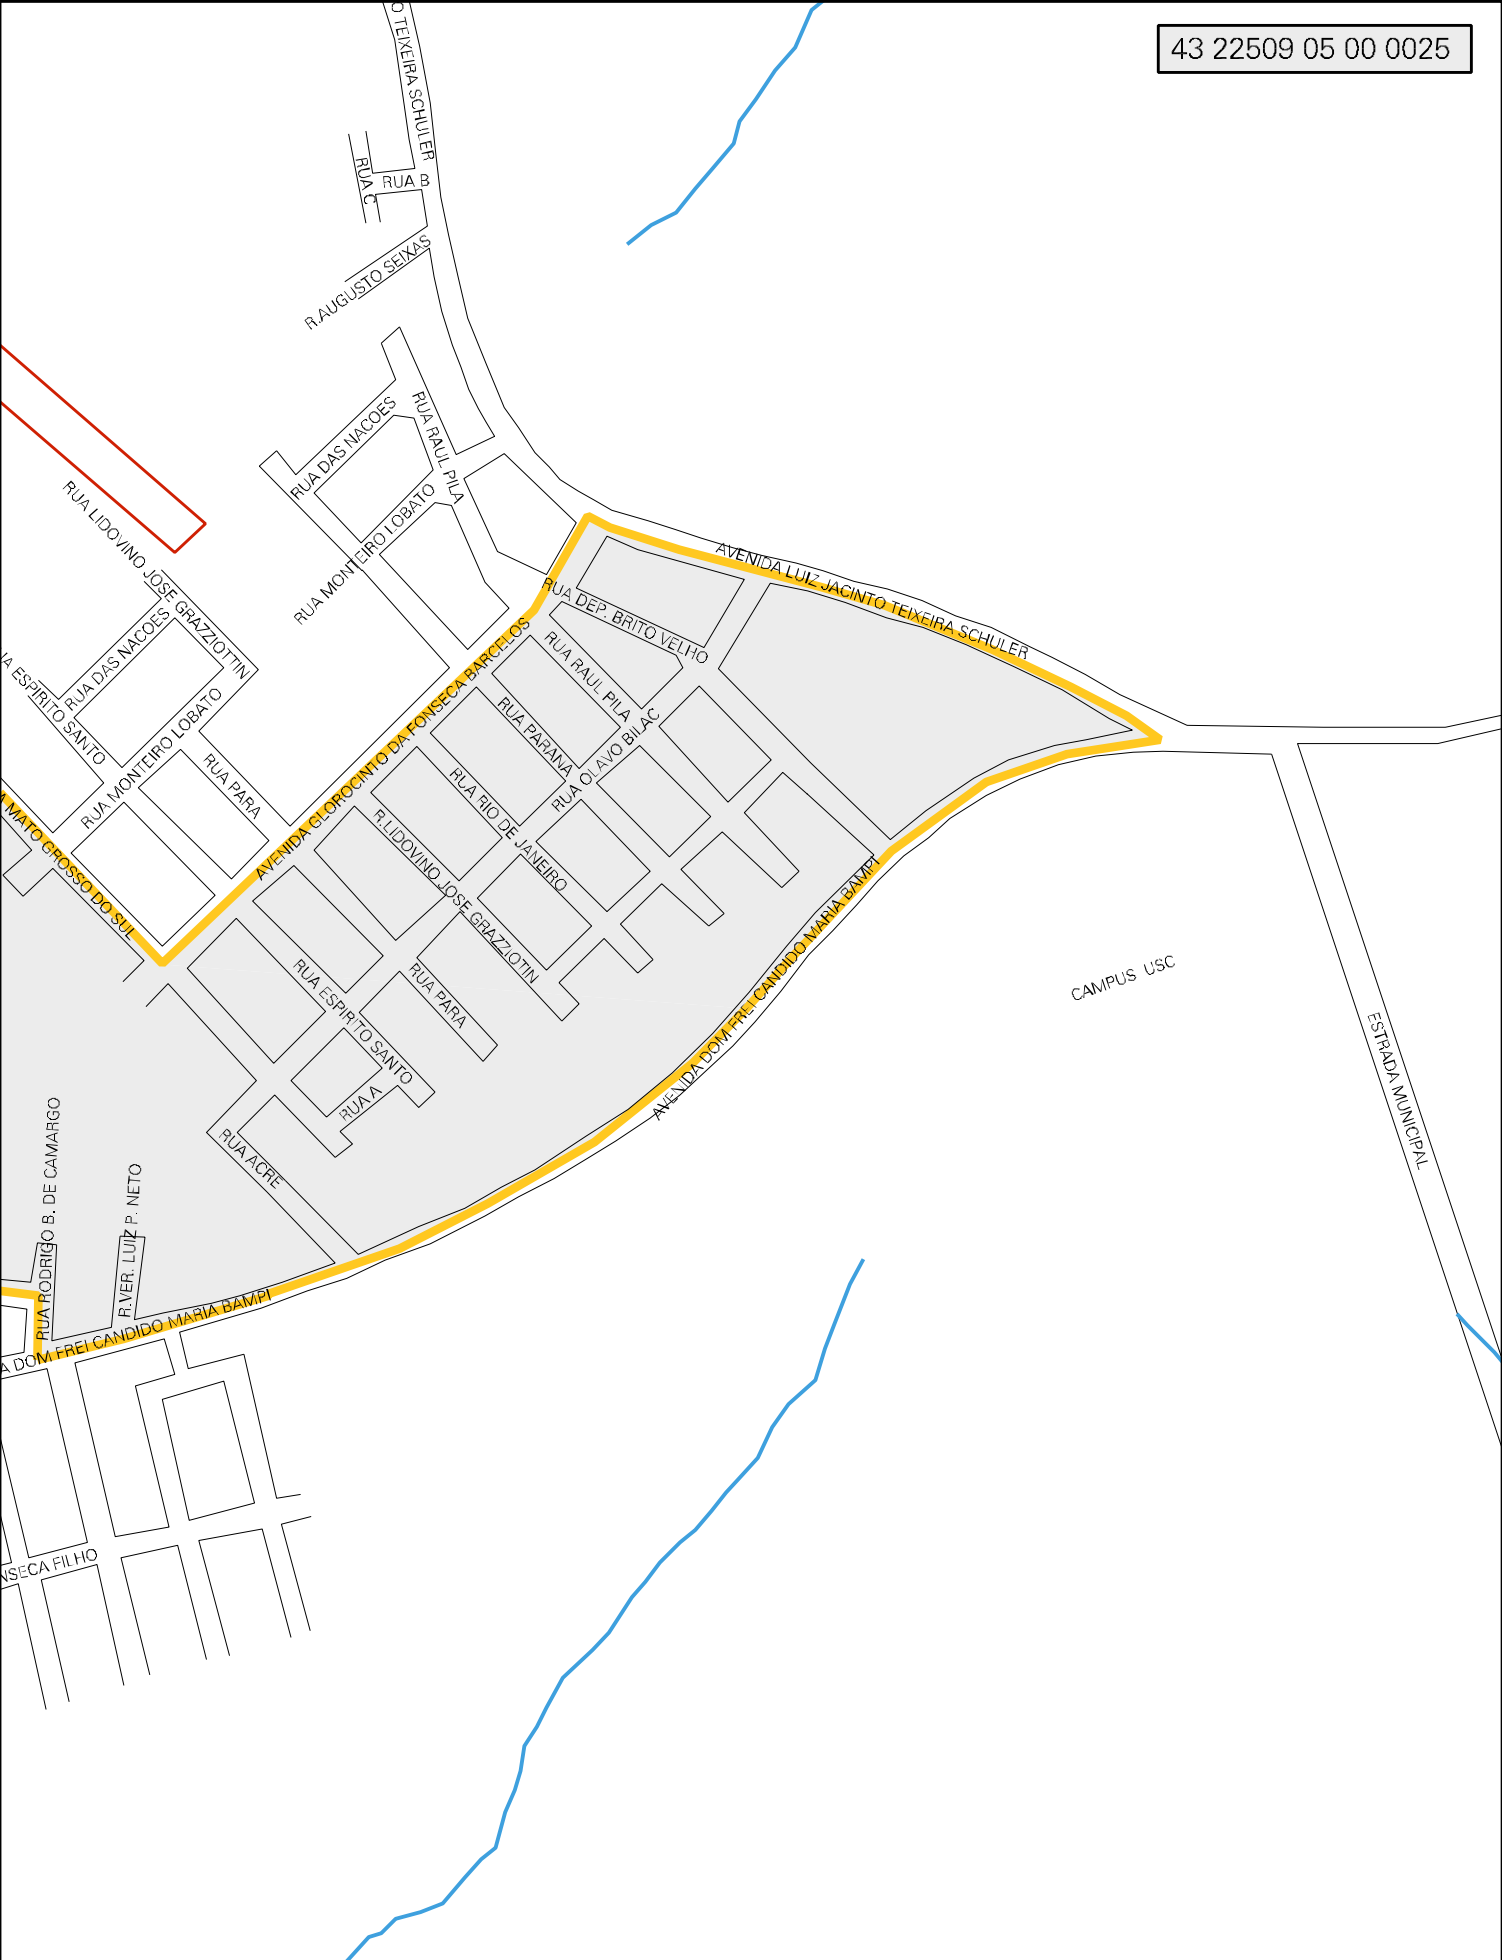 43 22509 05 00 0025
O TEIXEIRA SCHULER
RUA C
RUA B
R.AUGUSTO SEIXAS
RUA DAS NACOES
RUA RAUL PILA
RUA MONTEIRO LOBATO
RUA LIDOVINO JOSE GRAZZIOTTIN
AVENIDA LUIZ JACINTO TEIXEIRA SCHULER
RUA DEP. BRITO VELHO
RUA DAS NACOES
ESPIRITO SANTO
RUA MONTEIRO LOBATO
RUA PARA
AVENIDA GLOROCINTO DA FONSECA BARCELOS
RUA RAUL PILA
RUA PARANA
RUA OLAVO BILAC
RUA RIO DE JANEIRO
R.LIDOVINO JOSE GRAZZIOTIN
MATO GROSSO DO SUL
RUA ESPIRITO SANTO
RUA PARA
AVENIDA DOM FREI CANDIDO MARIA BAMPI
CAMPUS USC
ESTRADA MUNICIPAL
RUA A
RUA ACRE
RUA RODRIGO B. DE CAMARGO
R.VER. LUIZ P. NETO
A DOM FREI CANDIDO MARIA BAMPI
NSECA FILHO